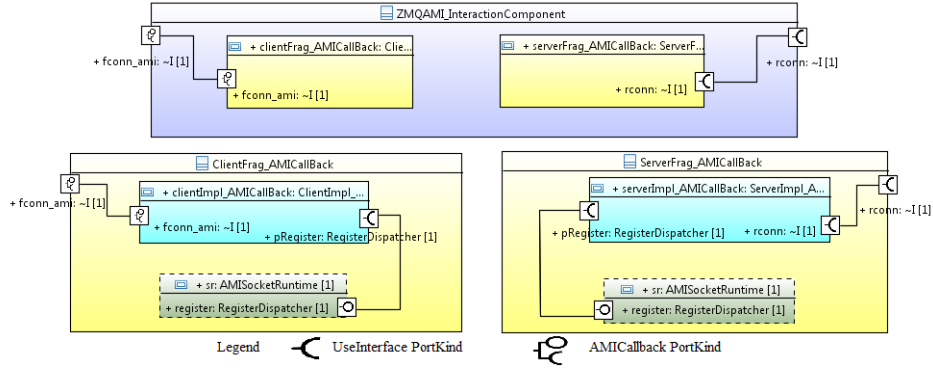 ZMQAMI_InteractionComponent
+ clientFrag_AMICallBack: Clie...
+ serverFrag_AMICallBack: ServerF...
+ fconn_ami: ~I [1]
+ rconn: ~I [1]
+ rconn: ~I [1]
+ fconn_ami: ~I [1]
ClientFrag_AMICallBack
ServerFrag_AMICallBack
+ clientImpl_AMICallBack: ClientImpl_...
+ serverImpl_AMICallBack: ServerImpl_A...
+ fconn_ami: ~I [1]
+ rconn: ~I [1]
+ fconn_ami: ~I [1]
+ pRegister: RegisterDispatcher [1]
+ pRegister: RegisterDispatcher [1]
+ rconn: ~I [1]
+ sr: AMISocketRuntime [1]
+ sr: AMISocketRuntime [1]
+ register: RegisterDispatcher [1]
+ register: RegisterDispatcher [1]
Legend UseInterface PortKind AMICallback PortKind